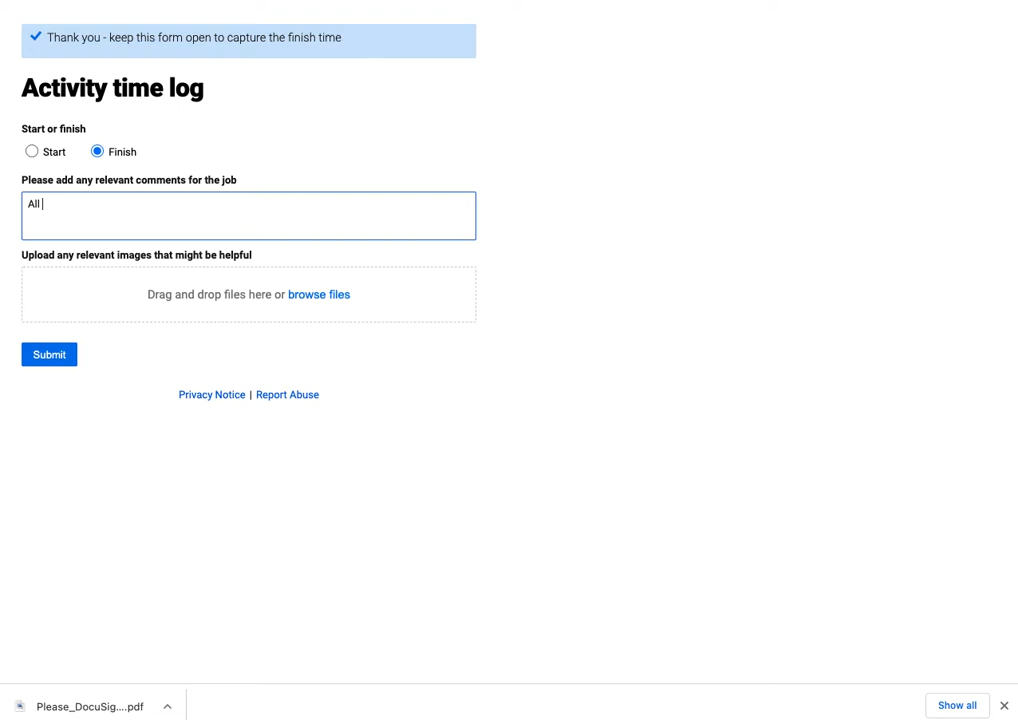 Thank you - keep this form open to capture the finish time
Activity time log
Start or finish
Start Finish
Please add any relevant comments for the job
All
Upload any relevant images that might be helpful
Drag and drop files here or browse files
Submit
Privacy Notice | Report Abuse
Please_DocuSig....pdf Show all